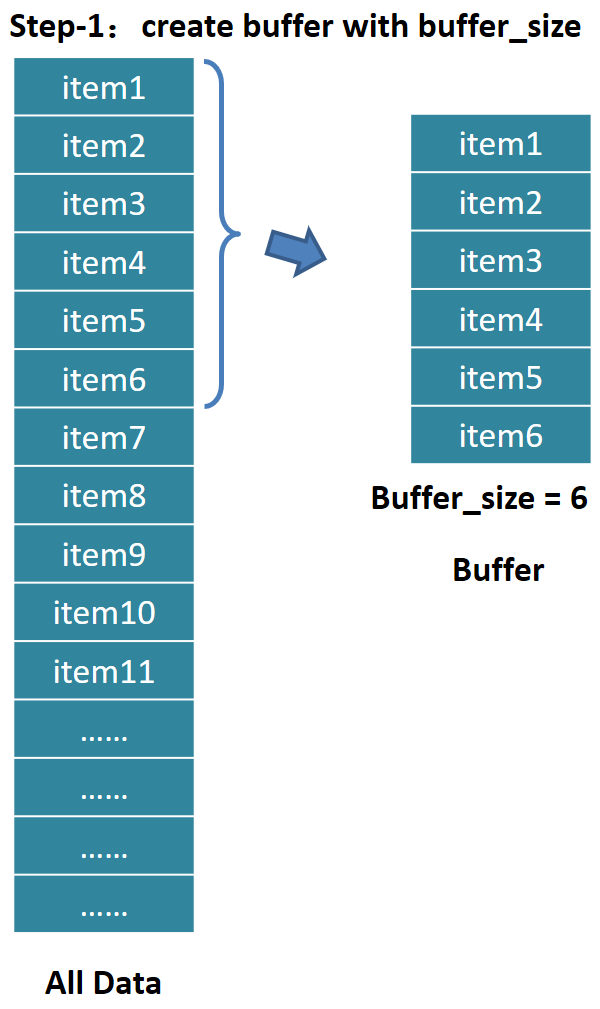 Step-1： create buffer with buffer_size
item1
item2
item3
item4
item5
item6
item7
item8
item9
item10
item11
......
......
......
......
All Data
item1
item2
item3
item4
item5
item6
Buffer_size = 6
Buffer